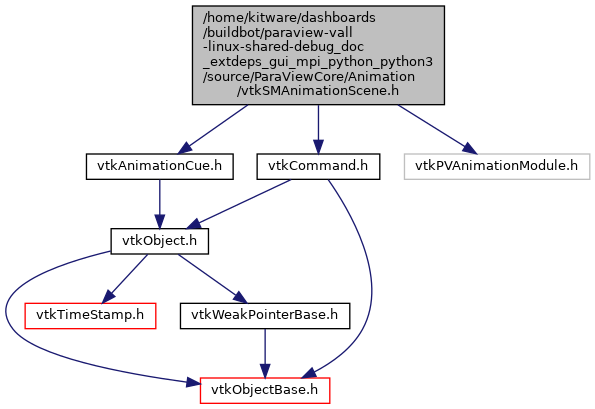 /home/kitware/dashboards
/buildbot/paraview-vall
-linux-shared-debug_doc
_extdeps_gui_mpi_python_python3
/source/ParaViewCore/Animation
/vtkSMAnimationScene.h
vtkAnimationCue.h
vtkCommand.h
vtkPVAnimationModule.h
vtkObject.h
vtkTimeStamp.h
vtkWeakPointerBase.h
vtkObjectBase.h